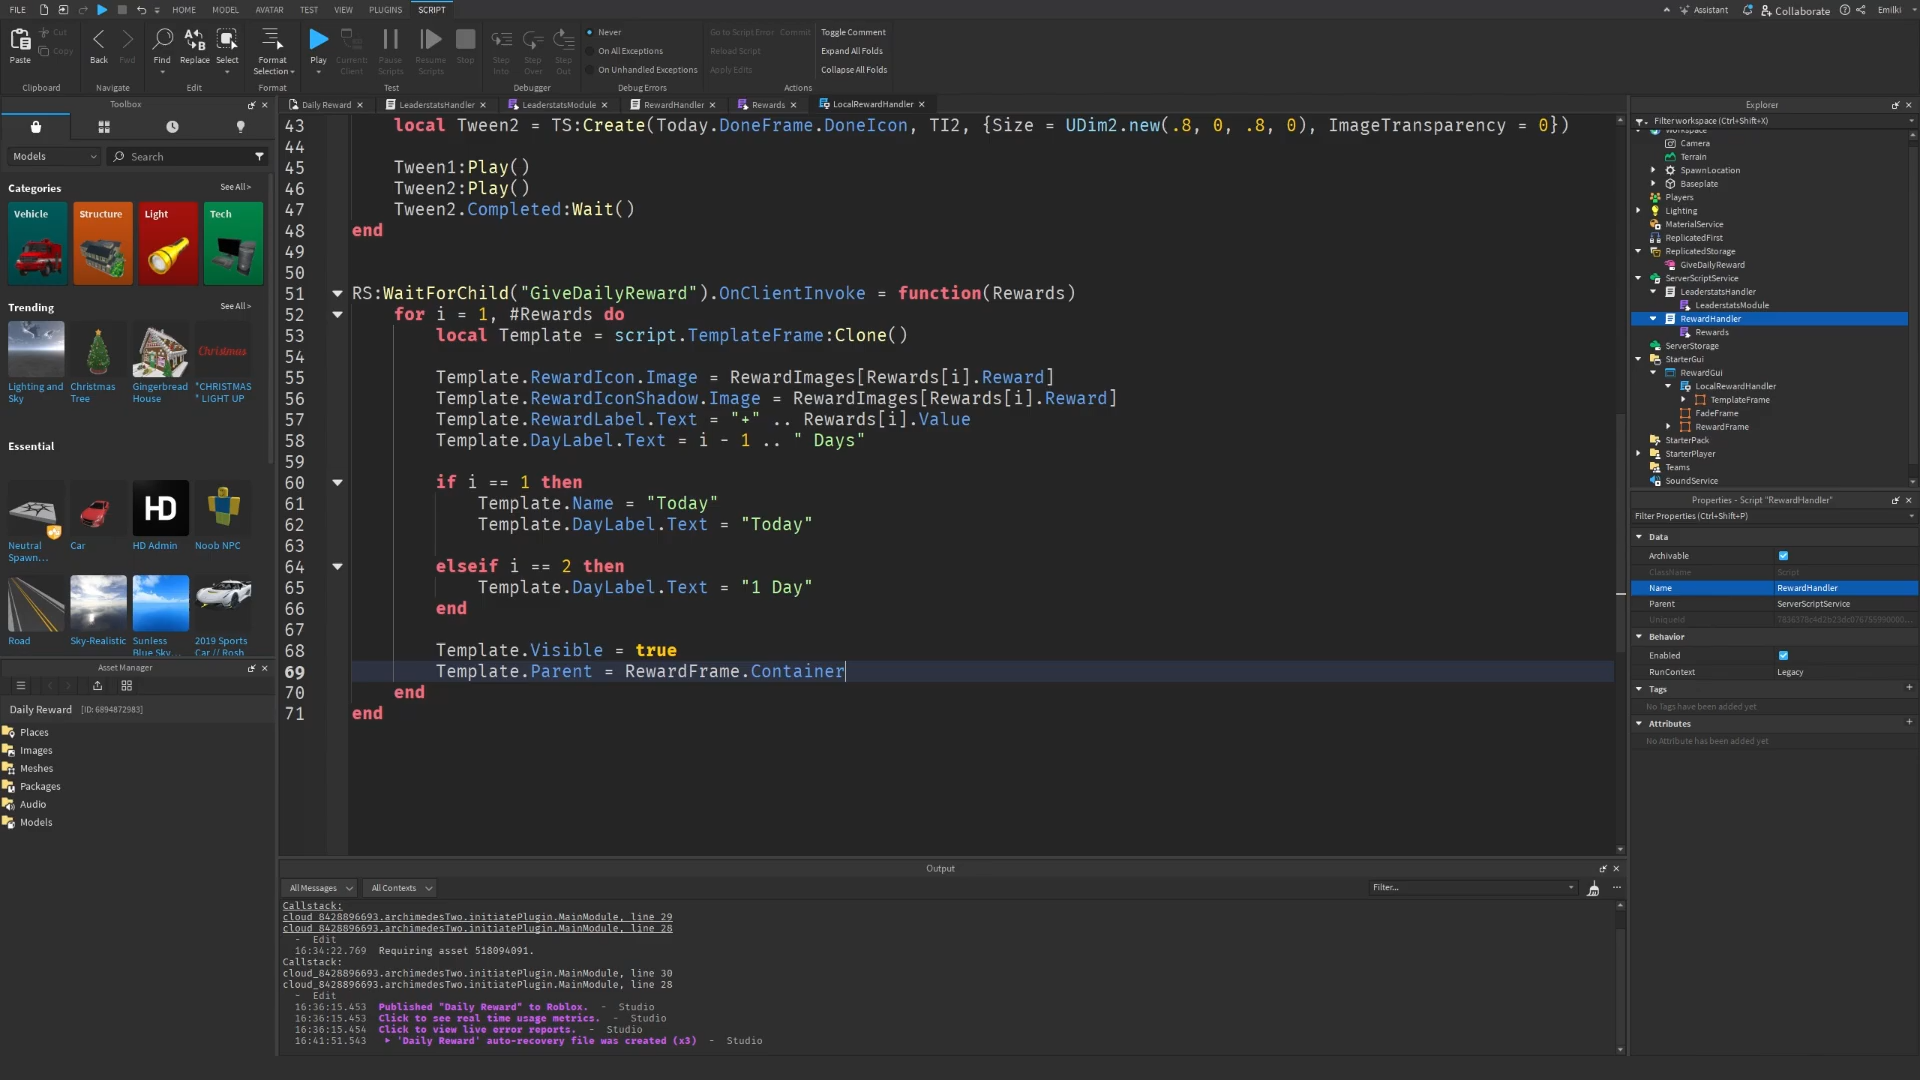 FILE HOME MODEL AVATAR TEST VIEW PLUGINS SCRIPT Assistant Collaborate Emilki
Paste Cut Copy Back Fwd Find Replace Select Format Selection Play Current: Client Pause Scripts Resume Scripts Stop Step Into Step Over Step Out
Never
On All Exceptions
On Unhandled Exceptions
Go to Script Error Commit
Reload Script
Apply Edits
Toggle Comment
Expand All Folds
Collapse All Folds
Clipboard Navigate Edit Format Test Debugger Debug Errors Actions
Toolbox
Models Search
Categories See All>
Vehicle Structure Light Tech
Trending See All>
Lighting and Sky
Christmas Tree
Gingerbread House
*CHRISTMAS * LIGHT UP
Essential
Neutral Spawn...
Car
HD
HD Admin
Noob NPC
Road
Sky-Realistic
Sunless Blue Sky...
2019 Sports Car // Rosh
Asset Manager
Daily Reward [ID: 6894872983]
Places
Images
Meshes
Packages
Audio
Models
Daily Reward LeaderstatsHandler LeaderstatsModule RewardHandler Rewards LocalRewardHandler
43 local Tween2 = TS:Create(Today.DoneFrame.DoneIcon, TI2, {Size = UDim2.new(.8, 0, .8, 0), ImageTransparency = 0})
44
45 Tween1:Play()
46 Tween2:Play()
47 Tween2.Completed:Wait()
48 end
49
50
51 RS:WaitForChild("GiveDailyReward").OnClientInvoke = function(Rewards)
52 for i = 1, #Rewards do
53 local Template = script.TemplateFrame:Clone()
54
55 Template.RewardIcon.Image = RewardImages[Rewards[i].Reward]
56 Template.RewardIconShadow.Image = RewardImages[Rewards[i].Reward]
57 Template.RewardLabel.Text = "+" .. Rewards[i].Value
58 Template.DayLabel.Text = i - 1 .. " Days"
59
60 if i == 1 then
61 Template.Name = "Today"
62 Template.DayLabel.Text = "Today"
63
64 elseif i == 2 then
65 Template.DayLabel.Text = "1 Day"
66 end
67
68 Template.Visible = true
69 Template.Parent = RewardFrame.Container
70 end
71 end
Output
All Messages All Contexts Filter...
Callstack:
cloud_8428896693.archimedesTwo.initiatePlugin.MainModule, line 29
cloud_8428896693.archimedesTwo.initiatePlugin.MainModule, line 28
- Edit
16:34:22.769 Requiring asset 518094091.
Callstack:
cloud_8428896693.archimedesTwo.initiatePlugin.MainModule, line 30
cloud_8428896693.archimedesTwo.initiatePlugin.MainModule, line 28
- Edit
16:36:15.453 Published "Daily Reward" to Roblox. - Studio
16:36:15.453 Click to see real time usage metrics. - Studio
16:36:15.454 Click to view live error reports. - Studio
16:41:51.543 'Daily Reward' auto-recovery file was created (x3) - Studio
Explorer
Filter workspace (Ctrl+Shift+X)
Workspace
Camera
Terrain
SpawnLocation
Baseplate
Players
Lighting
MaterialService
ReplicatedFirst
ReplicatedStorage
GiveDailyReward
ServerScriptService
LeaderstatsHandler
LeaderstatsModule
RewardHandler
Rewards
ServerStorage
StarterGui
RewardGui
LocalRewardHandler
TemplateFrame
FadeFrame
RewardFrame
StarterPack
StarterPlayer
Teams
SoundService
Properties - Script "RewardHandler"
Filter Properties (Ctrl+Shift+P)
Data
Archivable
ClassName Script
Name RewardHandler
Parent ServerScriptService
UniqueId
Behavior
Enabled
RunContext Legacy
Tags
No Tags have been added yet
Attributes
No Attribute has been added yet